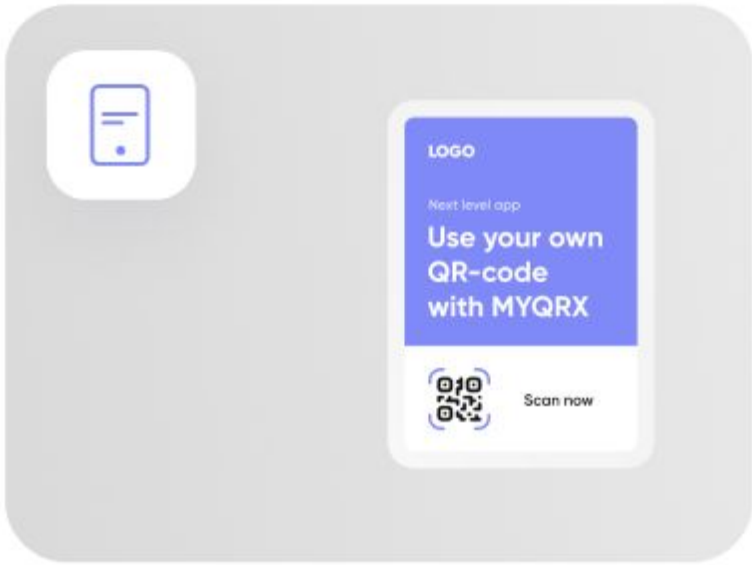 LOGO
Next level app
Use your own
QR-code
with MYQRX
Scan now